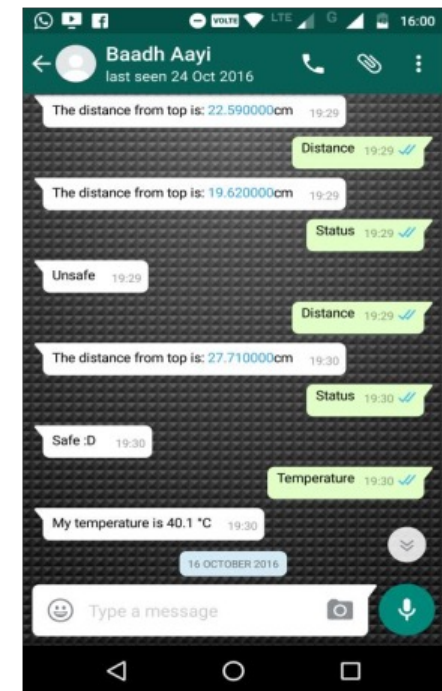 VOLTE LTE G 16:00
Baadh Aayi
last seen 24 Oct 2016
The distance from top is: 22.590000cm 19:29
Distance 19:29
The distance from top is: 19.620000cm 19:29
Status 19:29
Unsafe 19:29
Distance 19:29
The distance from top is: 27.710000cm 19:30
Status 19:30
Safe :D 19:30
Temperature 19:30
My temperature is 40.1 °C 19:30
16 OCTOBER 2016
Type a message